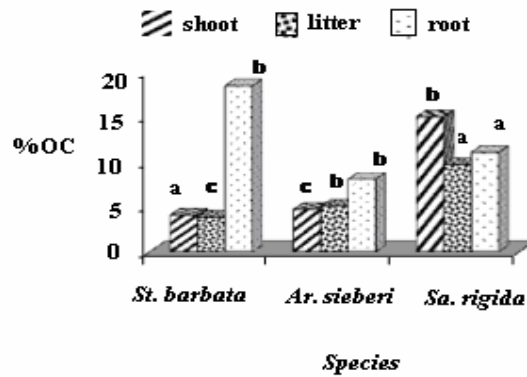 shoot litter root
b
20
b
15
%OC
a
a
10
b
b
a
c
c
5
0
St. barbata Ar. sieberi Sa. rigida
Species